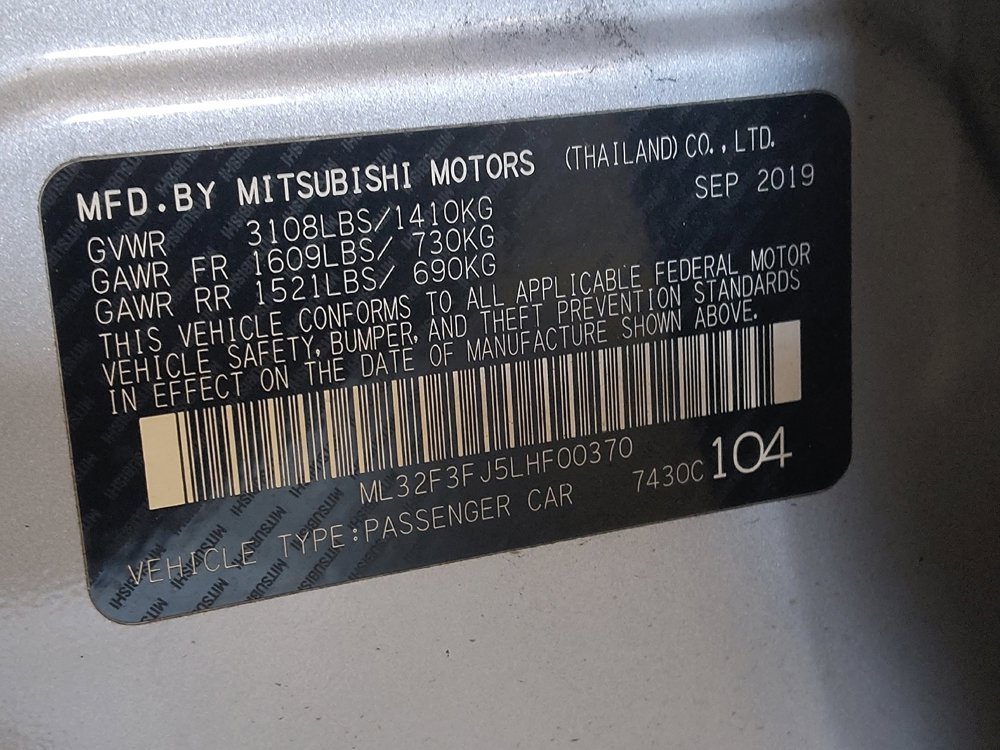 MFD.BY MITSUBISHI MOTORS (THAILAND) CO., LTD.
SEP 2019
GVWR 3108LBS/1410KG
GAWR FR 1609LBS/ 730KG
GAWR RR 1521LBS/ 690KG
THIS VEHICLE CONFORMS TO ALL APPLICABLE FEDERAL MOTOR
VEHICLE SAFETY, BUMPER, AND THEFT PREVENTION STANDARDS
IN EFFECT ON THE DATE OF MANUFACTURE SHOWN ABOVE.
ML32F3FJ5LHF00370
7430C 104
VEHICLE TYPE:PASSENGER CAR